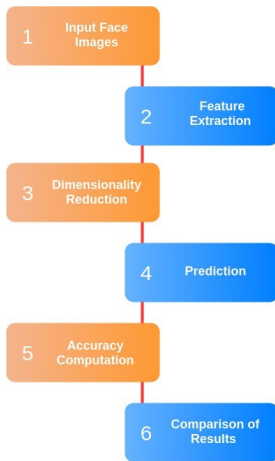 1
Input Face
Images
2
Feature
Extraction
3
Dimensionality
Reduction
4
Prediction
5
Accuracy
Computation
6
Comparison of
Results